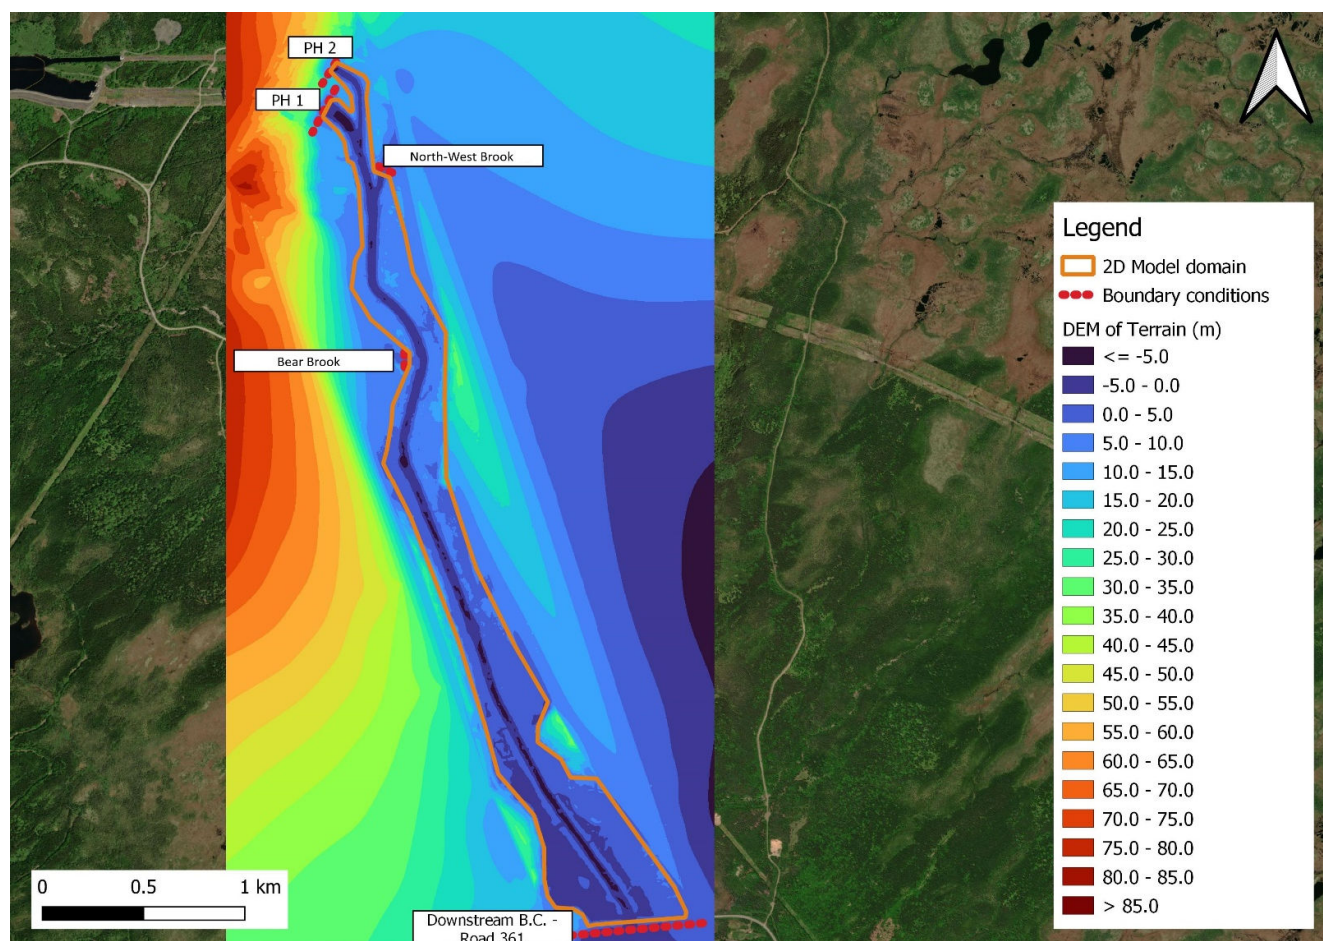 PH 2
PH 1
North-West Brook
Bear Brook
Downstream B.C. -
Road 361
0 0.5 1 km
Legend
2D Model domain
Boundary conditions
DEM of Terrain (m)
<= -5.0
-5.0 - 0.0
0.0 - 5.0
5.0 - 10.0
10.0 - 15.0
15.0 - 20.0
20.0 - 25.0
25.0 - 30.0
30.0 - 35.0
35.0 - 40.0
40.0 - 45.0
45.0 - 50.0
50.0 - 55.0
55.0 - 60.0
60.0 - 65.0
65.0 - 70.0
70.0 - 75.0
75.0 - 80.0
80.0 - 85.0
> 85.0